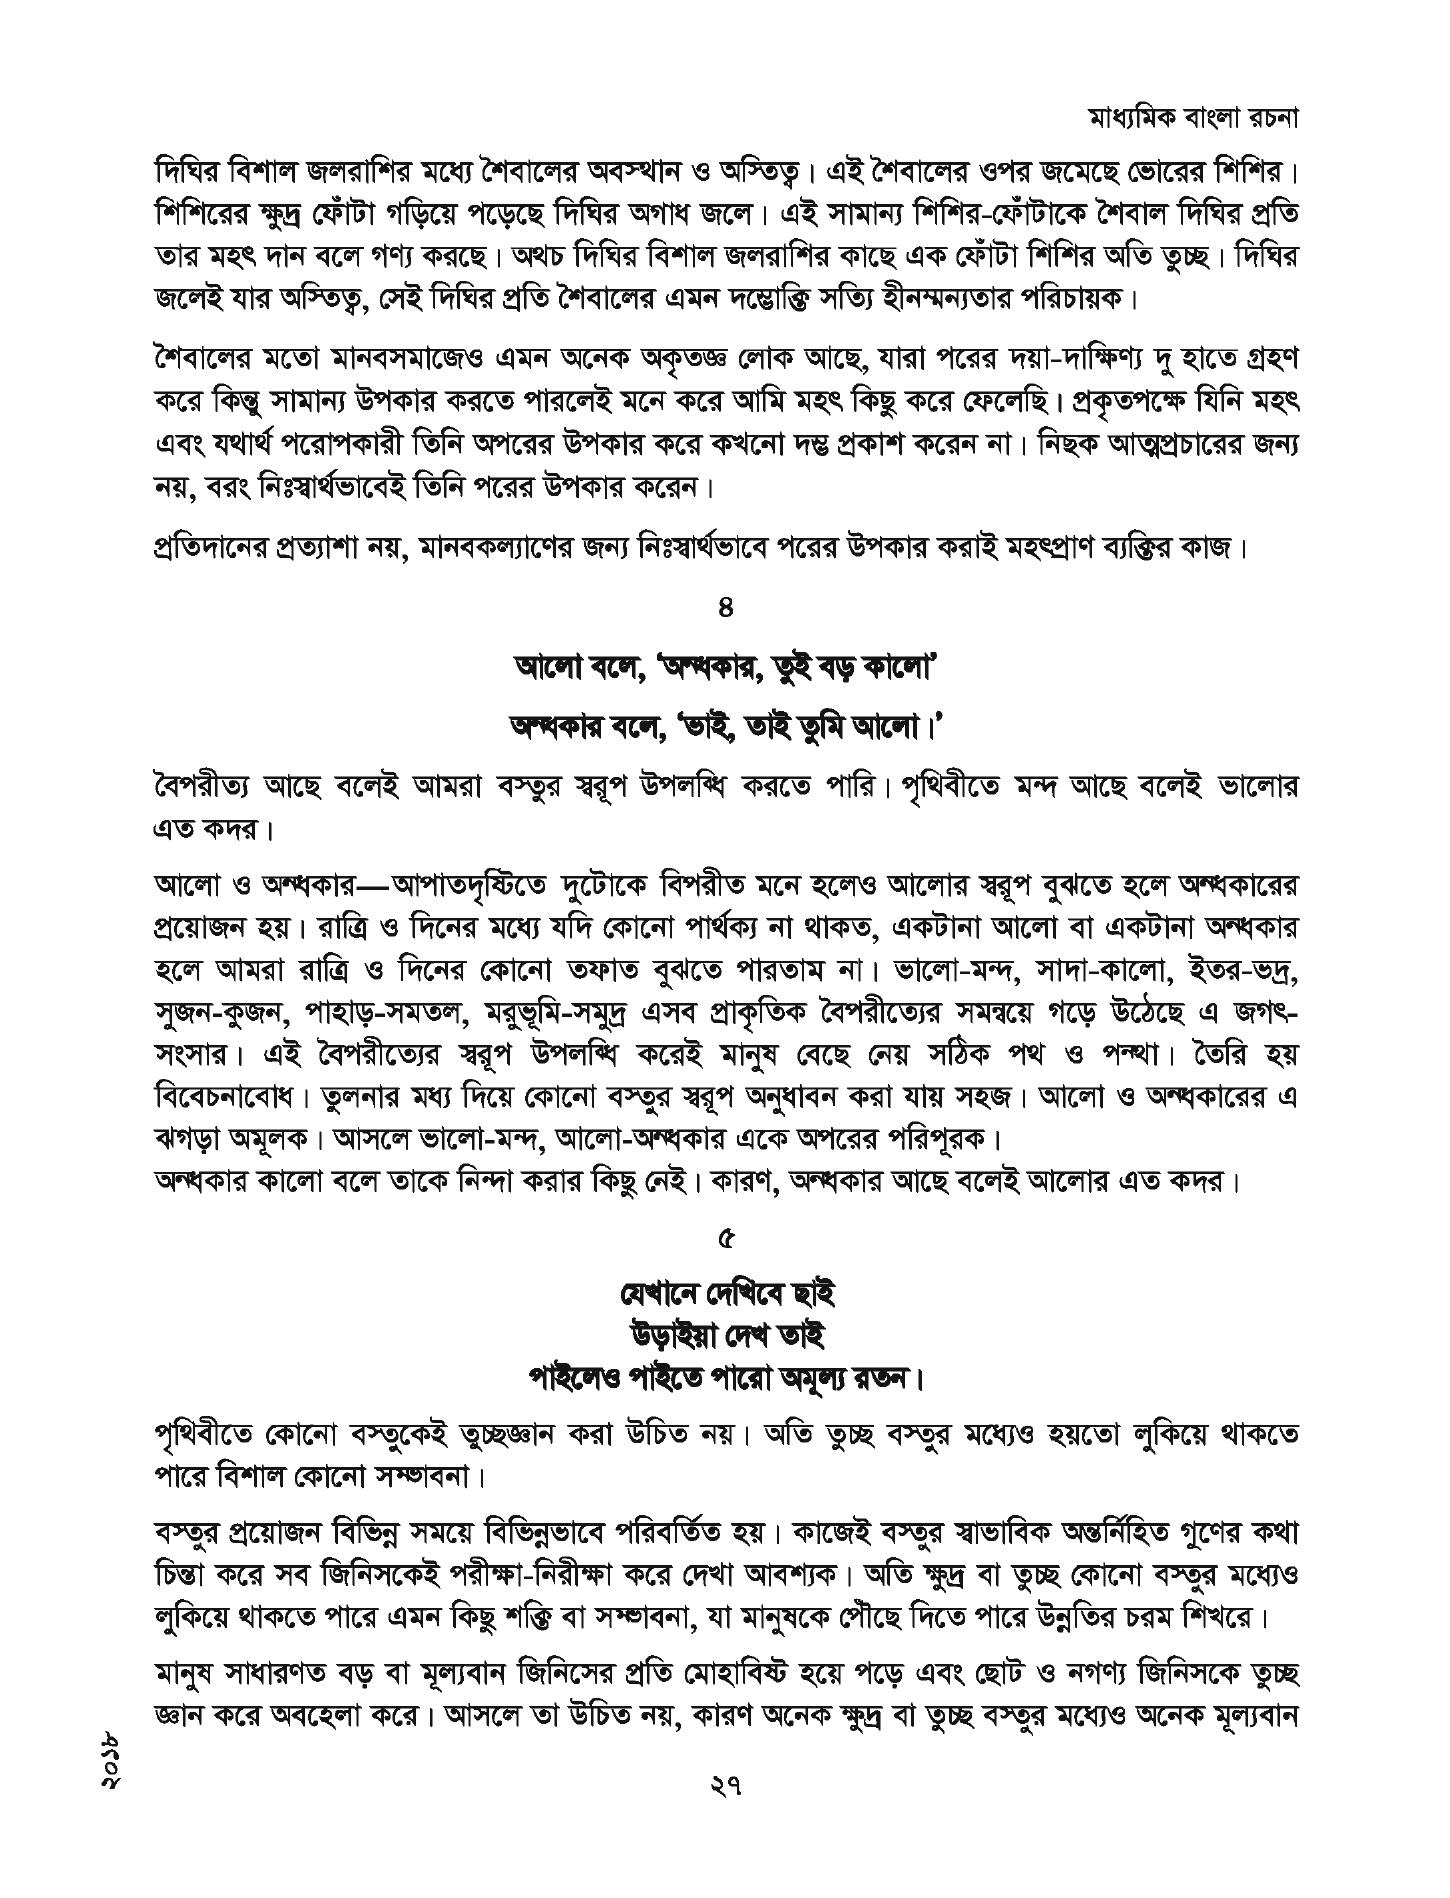 মাধ্যমিক বাংলা রচনা
দিঘির বিশাল জলরাশির মধ্যে শৈবালের অবস্থান ও অস্তিত্ব। এই শৈবালের ওপর জমেছে ভোরের শিশির।
শিশিরের ক্ষুদ্র ফোঁটা গড়িয়ে পড়েছে দিঘির অগাধ জলে। এই সামান্য শিশির-ফোঁটাকে শৈবাল দিঘির প্রতি
তার মহৎ দান বলে গণ্য করছে। অথচ দিঘির বিশাল জলরাশির কাছে এক ফোঁটা শিশির অতি তুচ্ছ। দিঘির
জলেই যার অস্তিত্ব, সেই দিঘির প্রতি শৈবালের এমন দম্ভোক্তি সত্যি হীনম্মন্যতার পরিচায়ক।
শৈবালের মতো মানবসমাজেও এমন অনেক অকৃতজ্ঞ লোক আছে, যারা পরের দয়া-দাক্ষিণ্য দু হাতে গ্রহণ
করে কিন্তু সামান্য উপকার করতে পারলেই মনে করে আমি মহৎ কিছু করে ফেলেছি। প্রকৃতপক্ষে যিনি মহৎ
এবং যথার্থ পরোপকারী তিনি অপরের উপকার করে কখনো দম্ভ প্রকাশ করেন না। নিছক আত্মপ্রচারের জন্য
নয়, বরং নিঃস্বার্থভাবেই তিনি পরের উপকার করেন।
প্রতিদানের প্রত্যাশা নয়, মানবকল্যাণের জন্য নিঃস্বার্থভাবে পরের উপকার করাই মহৎপ্রাণ ব্যক্তির কাজ।
৪
আলো বলে, ‘অন্ধকার, তুই বড় কালো’
অন্ধকার বলে, ‘ভাই, তাই তুমি আলো।’
বৈপরীত্য আছে বলেই আমরা বস্তুর স্বরূপ উপলব্ধি করতে পারি। পৃথিবীতে মন্দ আছে বলেই ভালোর
এত কদর।
আলো ও অন্ধকার—আপাতদৃষ্টিতে দুটোকে বিপরীত মনে হলেও আলোর স্বরূপ বুঝতে হলে অন্ধকারের
প্রয়োজন হয়। রাত্রি ও দিনের মধ্যে যদি কোনো পার্থক্য না থাকত, একটানা আলো বা একটানা অন্ধকার
হলে আমরা রাত্রি ও দিনের কোনো তফাত বুঝতে পারতাম না। ভালো-মন্দ, সাদা-কালো, ইতর-ভদ্র,
সুজন-কুজন, পাহাড়-সমতল, মরুভূমি-সমুদ্র এসব প্রাকৃতিক বৈপরীত্যের সমন্বয়ে গড়ে উঠেছে এ জগৎ-
সংসার। এই বৈপরীত্যের স্বরূপ উপলব্ধি করেই মানুষ বেছে নেয় সঠিক পথ ও পন্থা। তৈরি হয়
বিবেচনাবোধ। তুলনার মধ্য দিয়ে কোনো বস্তুর স্বরূপ অনুধাবন করা যায় সহজ। আলো ও অন্ধকারের এ
ঝগড়া অমূলক। আসলে ভালো-মন্দ, আলো-অন্ধকার একে অপরের পরিপূরক।
অন্ধকার কালো বলে তাকে নিন্দা করার কিছু নেই। কারণ, অন্ধকার আছে বলেই আলোর এত কদর।
৫
যেখানে দেখিবে ছাই
উড়াইয়া দেখ তাই
পাইলেও পাইতে পারো অমূল্য রতন।
পৃথিবীতে কোনো বস্তুকেই তুচ্ছজ্ঞান করা উচিত নয়। অতি তুচ্ছ বস্তুর মধ্যেও হয়তো লুকিয়ে থাকতে
পারে বিশাল কোনো সম্ভাবনা।
বস্তুর প্রয়োজন বিভিন্ন সময়ে বিভিন্নভাবে পরিবর্তিত হয়। কাজেই বস্তুর স্বাভাবিক অন্তর্নিহিত গুণের কথা
চিন্তা করে সব জিনিসকেই পরীক্ষা-নিরীক্ষা করে দেখা আবশ্যক। অতি ক্ষুদ্র বা তুচ্ছ কোনো বস্তুর মধ্যেও
লুকিয়ে থাকতে পারে এমন কিছু শক্তি বা সম্ভাবনা, যা মানুষকে পৌঁছে দিতে পারে উন্নতির চরম শিখরে।
মানুষ সাধারণত বড় বা মূল্যবান জিনিসের প্রতি মোহাবিষ্ট হয়ে পড়ে এবং ছোট ও নগণ্য জিনিসকে তুচ্ছ
জ্ঞান করে অবহেলা করে। আসলে তা উচিত নয়, কারণ অনেক ক্ষুদ্র বা তুচ্ছ বস্তুর মধ্যেও অনেক মূল্যবান
২০১৮
২৭